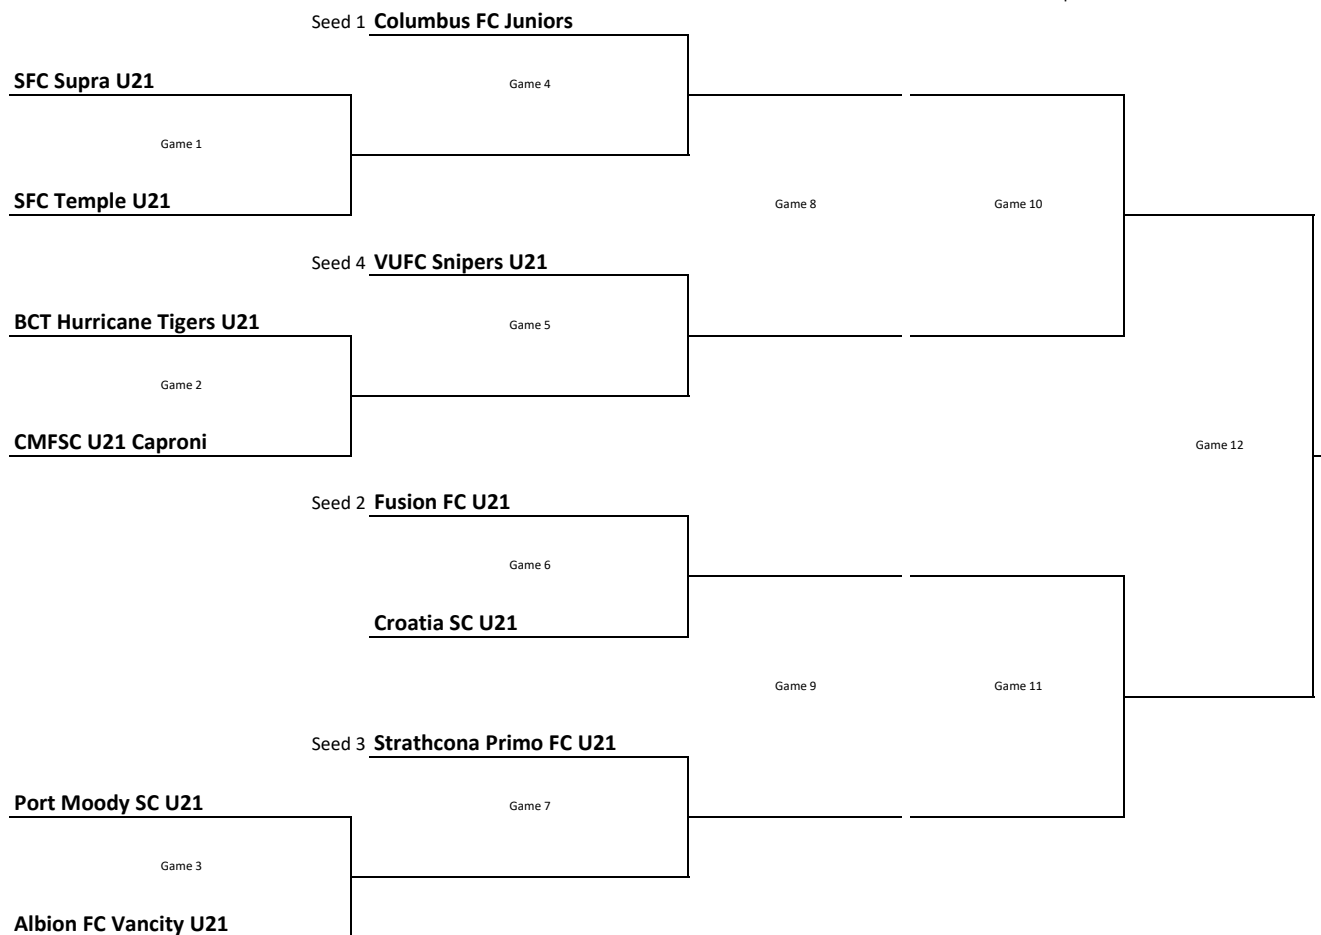 Seed 1 Columbus FC Juniors
SFC Supra U21
Game 4
Game 1
SFC Temple U21
Game 8
Game 10
Seed 4 VUFC Snipers U21
BCT Hurricane Tigers U21
Game 5
Game 2
CMFSC U21 Caproni
Game 12
Seed 2 Fusion FC U21
Game 6
Croatia SC U21
Game 9
Game 11
Seed 3 Strathcona Primo FC U21
Port Moody SC U21
Game 7
Game 3
Albion FC Vancity U21